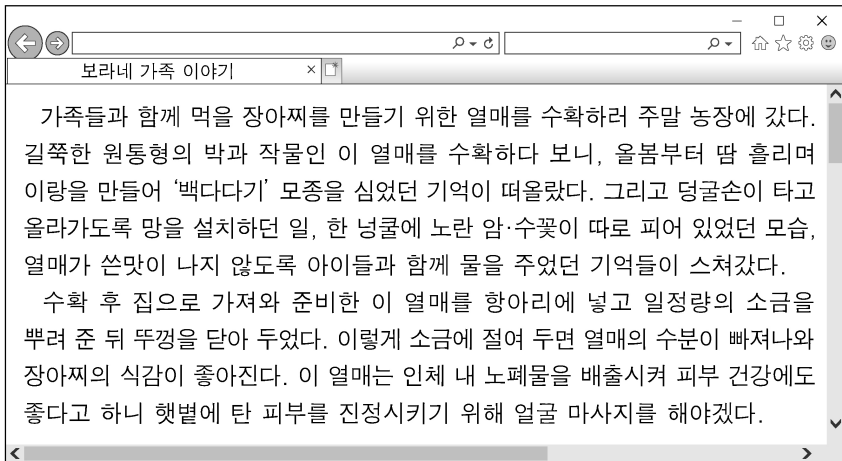 보라네 가족 이야기
가족들과 함께 먹을 장아찌를 만들기 위한 열매를 수확하러 주말 농장에 갔다.
길쭉한 원통형의 박과 작물인 이 열매를 수확하다 보니, 올봄부터 땀 흘리며
이랑을 만들어 ‘백다다기’ 모종을 심었던 기억이 떠올랐다. 그리고 덩굴손이 타고
올라가도록 망을 설치하던 일, 한 넝쿨에 노란 암·수꽃이 따로 피어 있었던 모습,
열매가 쓴맛이 나지 않도록 아이들과 함께 물을 주었던 기억들이 스쳐갔다.
수확 후 집으로 가져와 준비한 이 열매를 항아리에 넣고 일정량의 소금을
뿌려 준 뒤 뚜껑을 닫아 두었다. 이렇게 소금에 절여 두면 열매의 수분이 빠져나와
장아찌의 식감이 좋아진다. 이 열매는 인체 내 노폐물을 배출시켜 피부 건강에도
좋다고 하니 햇볕에 탄 피부를 진정시키기 위해 얼굴 마사지를 해야겠다.